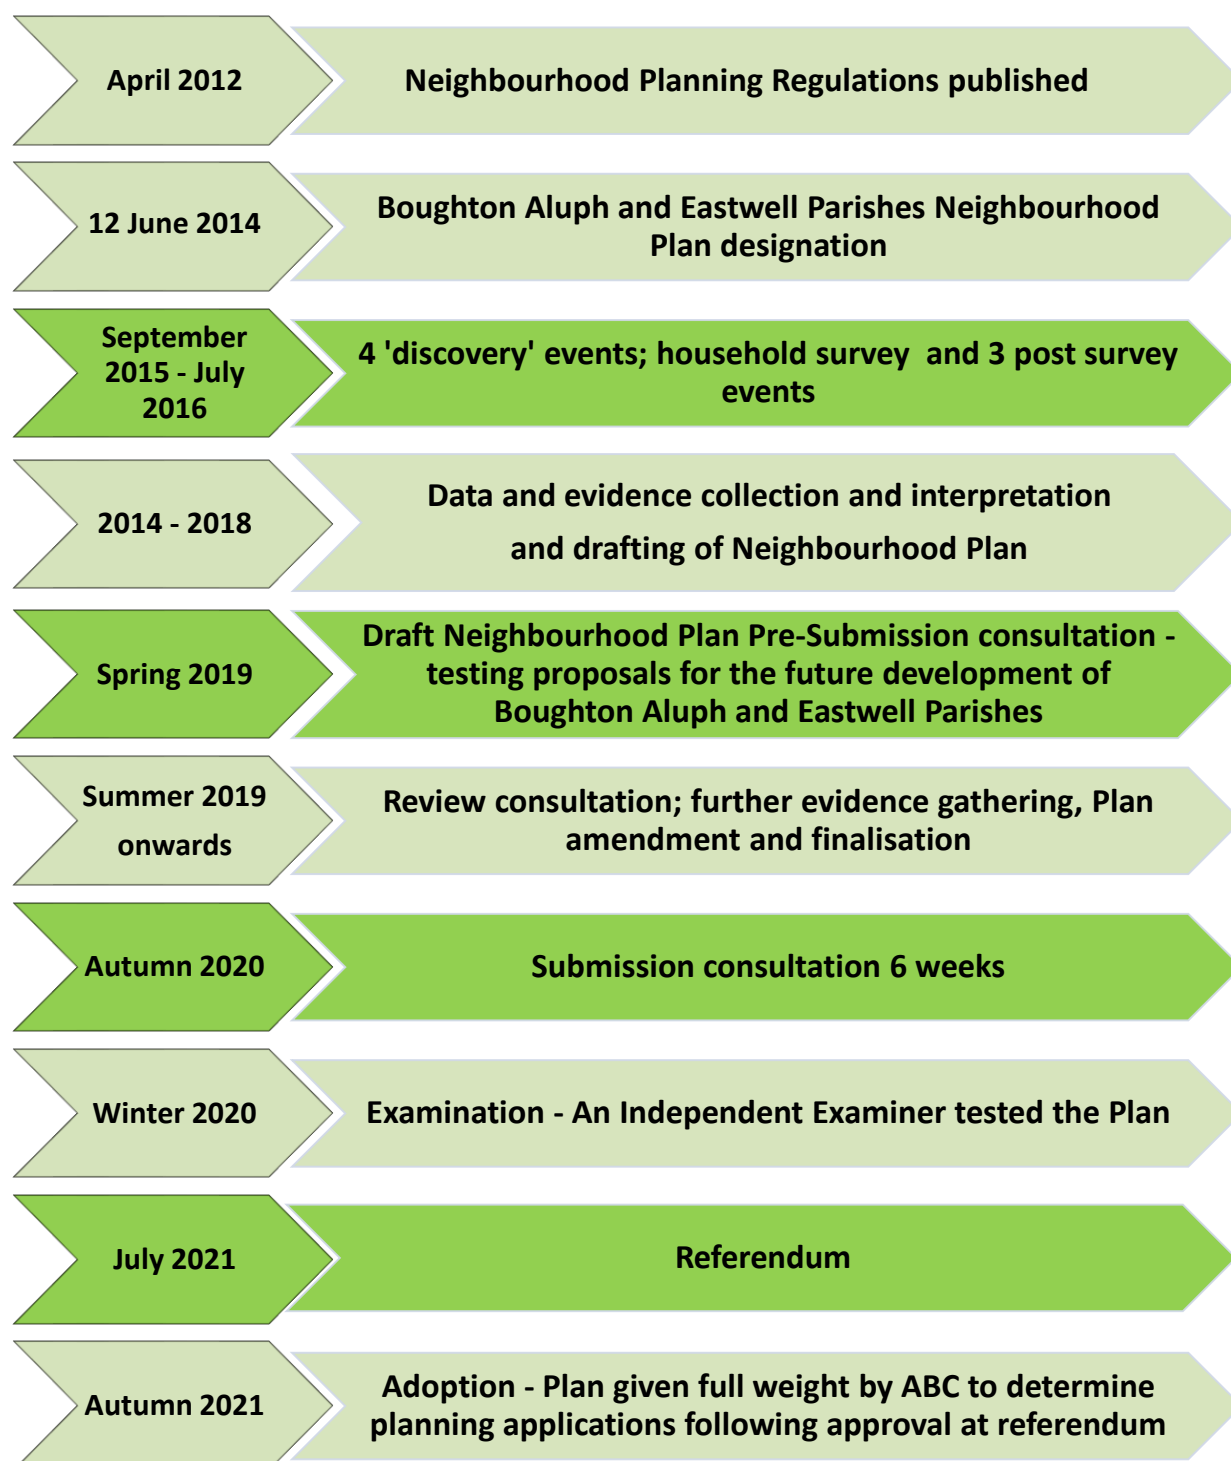 April 2012
Neighbourhood Planning Regulations published
12 June 2014
Boughton Aluph and Eastwell Parishes Neighbourhood
Plan designation
September
2015 - July
2016
4 'discovery' events; household survey  and 3 post survey
events
2014 - 2018
Data and evidence collection and interpretation
and drafting of Neighbourhood Plan
Spring 2019
Draft Neighbourhood Plan Pre-Submission consultation -
testing proposals for the future development of
Boughton Aluph and Eastwell Parishes
Summer 2019
onwards
Review consultation; further evidence gathering, Plan
amendment and finalisation
Autumn 2020
Submission consultation 6 weeks
Winter 2020
Examination - An Independent Examiner tested the Plan
July 2021
Referendum
Autumn 2021
Adoption - Plan given full weight by ABC to determine
planning applications following approval at referendum